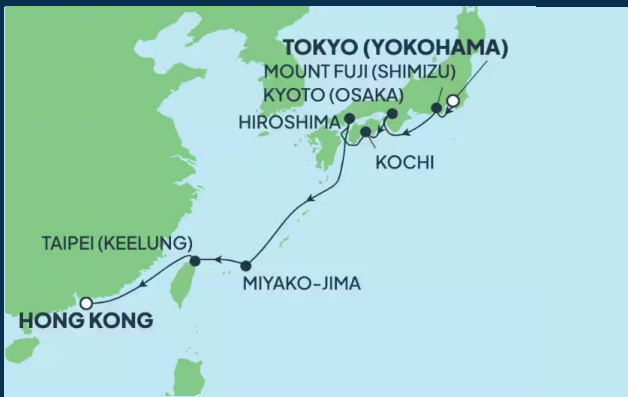 TOKYO (YOKOHAMA)
MOUNT FUJI (SHIMIZU)
KYOTO (OSAKA)
HIROSHIMA
KOCHI
TAIPEI (KEELUNG)
MIYAKO-JIMA
HONG KONG